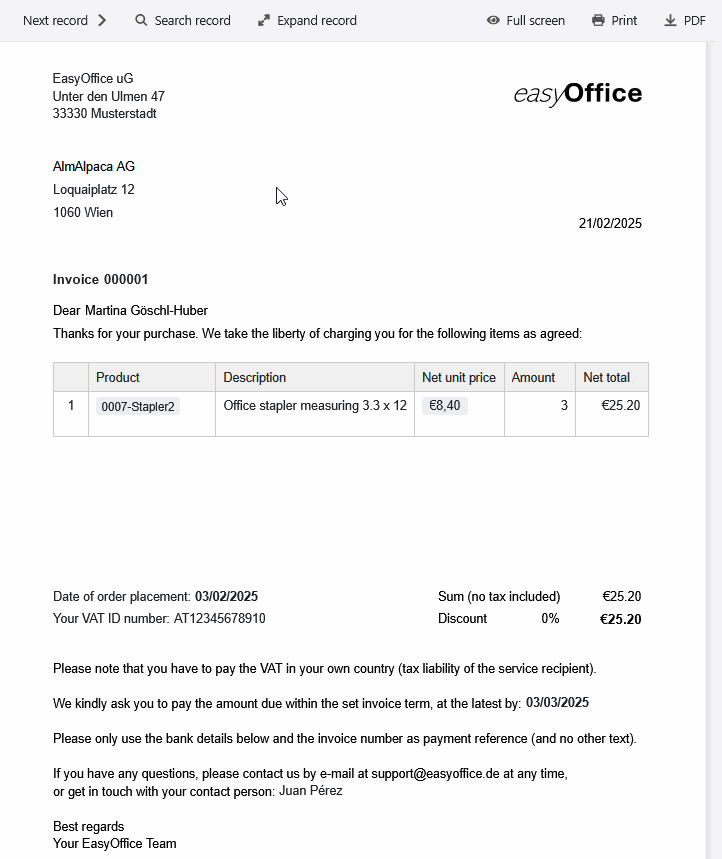 Next record Search record Expand record Full screen Print PDF
EasyOffice uG
Unter den Ulmen 47
33330 Musterstadt
easyOffice
AlmAlpaca AG
Loquaiplatz 12
1060 Wien
21/02/2025
Invoice 000001
Dear Martina Göschl-Huber
Thanks for your purchase. We take the liberty of charging you for the following items as agreed:
Product Description Net unit price Amount Net total
1 0007-Stapler2 Office stapler measuring 3.3 x 12 €8,40 3 €25.20
Date of order placement: 03/02/2025 Sum (no tax included) €25.20
Your VAT ID number: AT12345678910 Discount 0% €25.20
Please note that you have to pay the VAT in your own country (tax liability of the service recipient).
We kindly ask you to pay the amount due within the set invoice term, at the latest by: 03/03/2025
Please only use the bank details below and the invoice number as payment reference (and no other text).
If you have any questions, please contact us by e-mail at support@easyoffice.de at any time,
or get in touch with your contact person: Juan Pérez
Best regards
Your EasyOffice Team